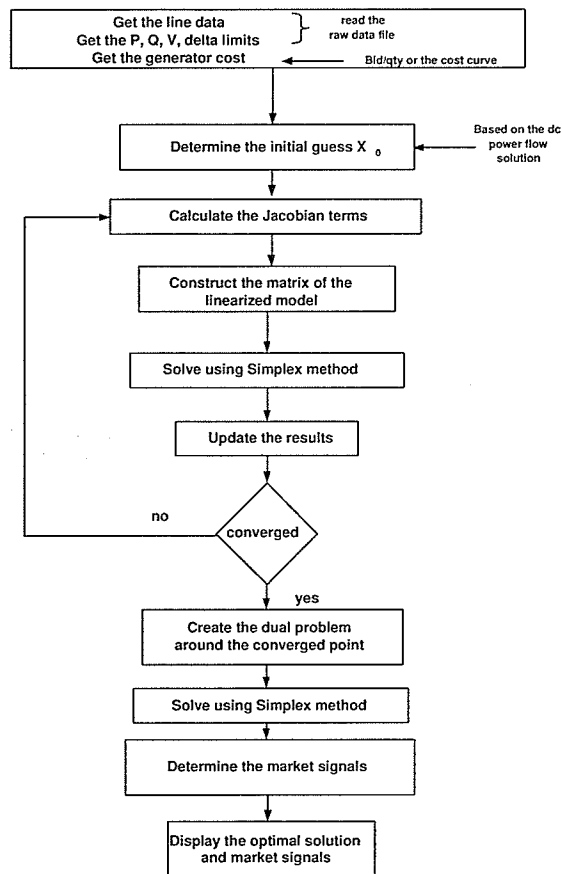 Get the line data
Get the P, Q, V, delta limits
read the
raw data file
Get the generator cost
Bid/qty or the cost curve
Determine the initial guess X 0
Based on the dc
power flow
solution
Calculate the Jacobian terms
Construct the matrix of the
linearized model
Solve using Simplex method
Update the results
converged
no
yes
Create the dual problem
around the converged point
Solve using Simplex method
Determine the market signals
Display the optimal solution
and market signals